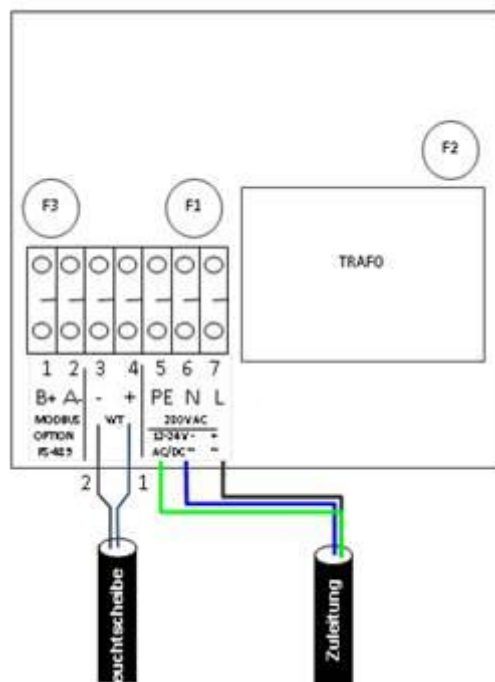 F2
F3 F1
TRAFO
1 2 3 4 5 6 7
B+ A- - + PE N L
MODBUS WT 230VAC
OPTION 12-24V - +
RS-485 AC/DC ~ ~
2 1
euchtscheibe
Zuleitung